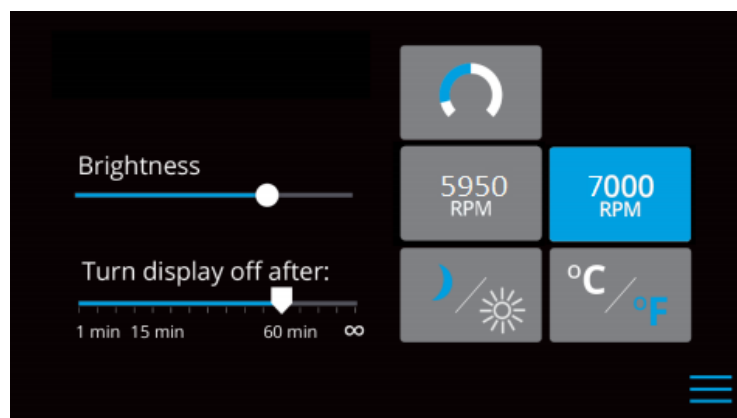 Brightness
Turn display off after:
1 min 15 min 60 min ∞
5950
RPM
7000
RPM
°C/°F